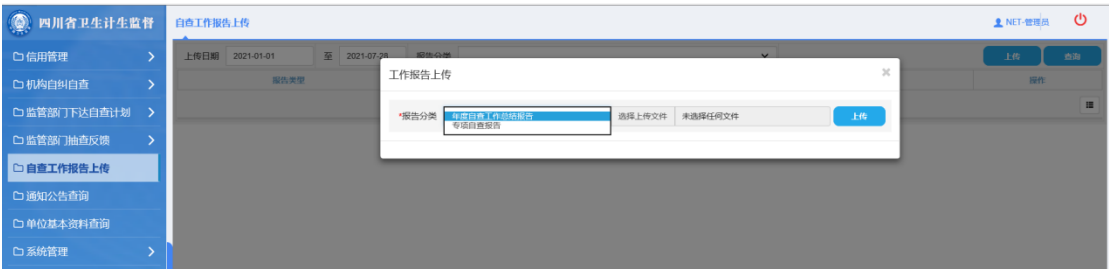 四川省卫生计生监督
自查工作报告上传
NET-管理员
信用管理
机构自纠自查
监管部门下达自查计划
监管部门抽查反馈
自查工作报告上传
通知公告查询
单位基本资料查询
系统管理
上传日期 2021-01-01 至 2021-07-28 报告分类
上传 查询
报告类型 操作
工作报告上传 ×
*报告分类 年度自查工作总结报告 选择上传文件 未选择任何文件 上传
专项自查报告